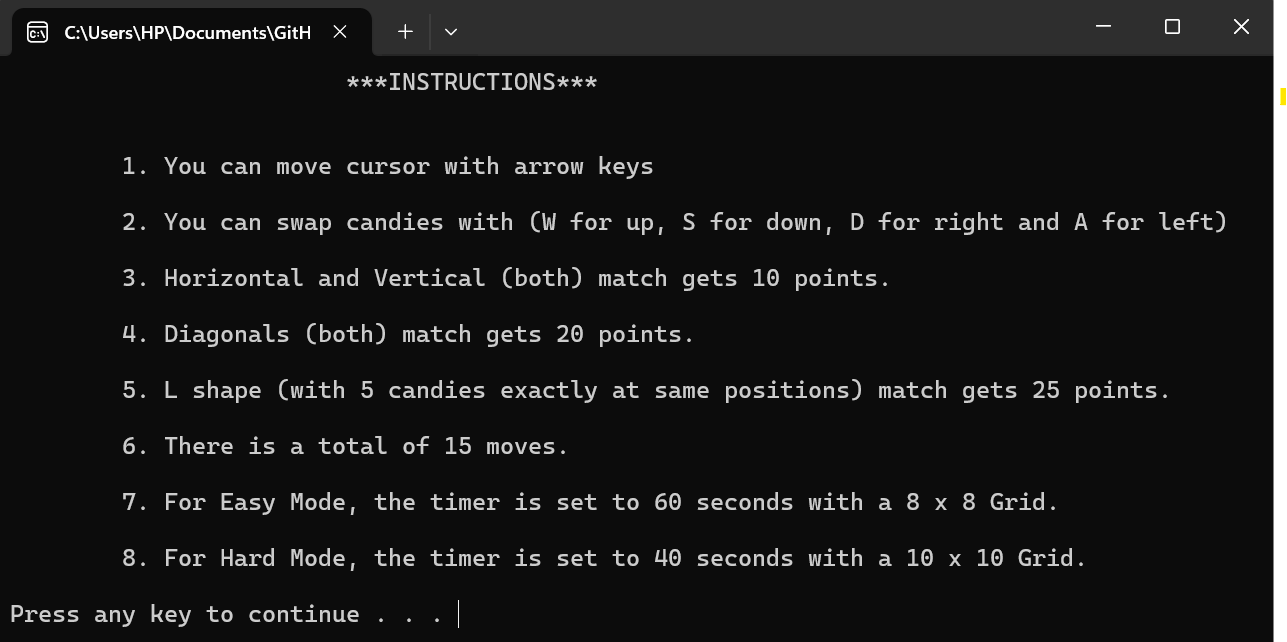 C:\Users\HP\Documents\GitH
***INSTRUCTIONS***
1. You can move cursor with arrow keys
2. You can swap candies with (W for up, S for down, D for right and A for left)
3. Horizontal and Vertical (both) match gets 10 points.
4. Diagonals (both) match gets 20 points.
5. L shape (with 5 candies exactly at same positions) match gets 25 points.
6. There is a total of 15 moves.
7. For Easy Mode, the timer is set to 60 seconds with a 8 x 8 Grid.
8. For Hard Mode, the timer is set to 40 seconds with a 10 x 10 Grid.
Press any key to continue . . .